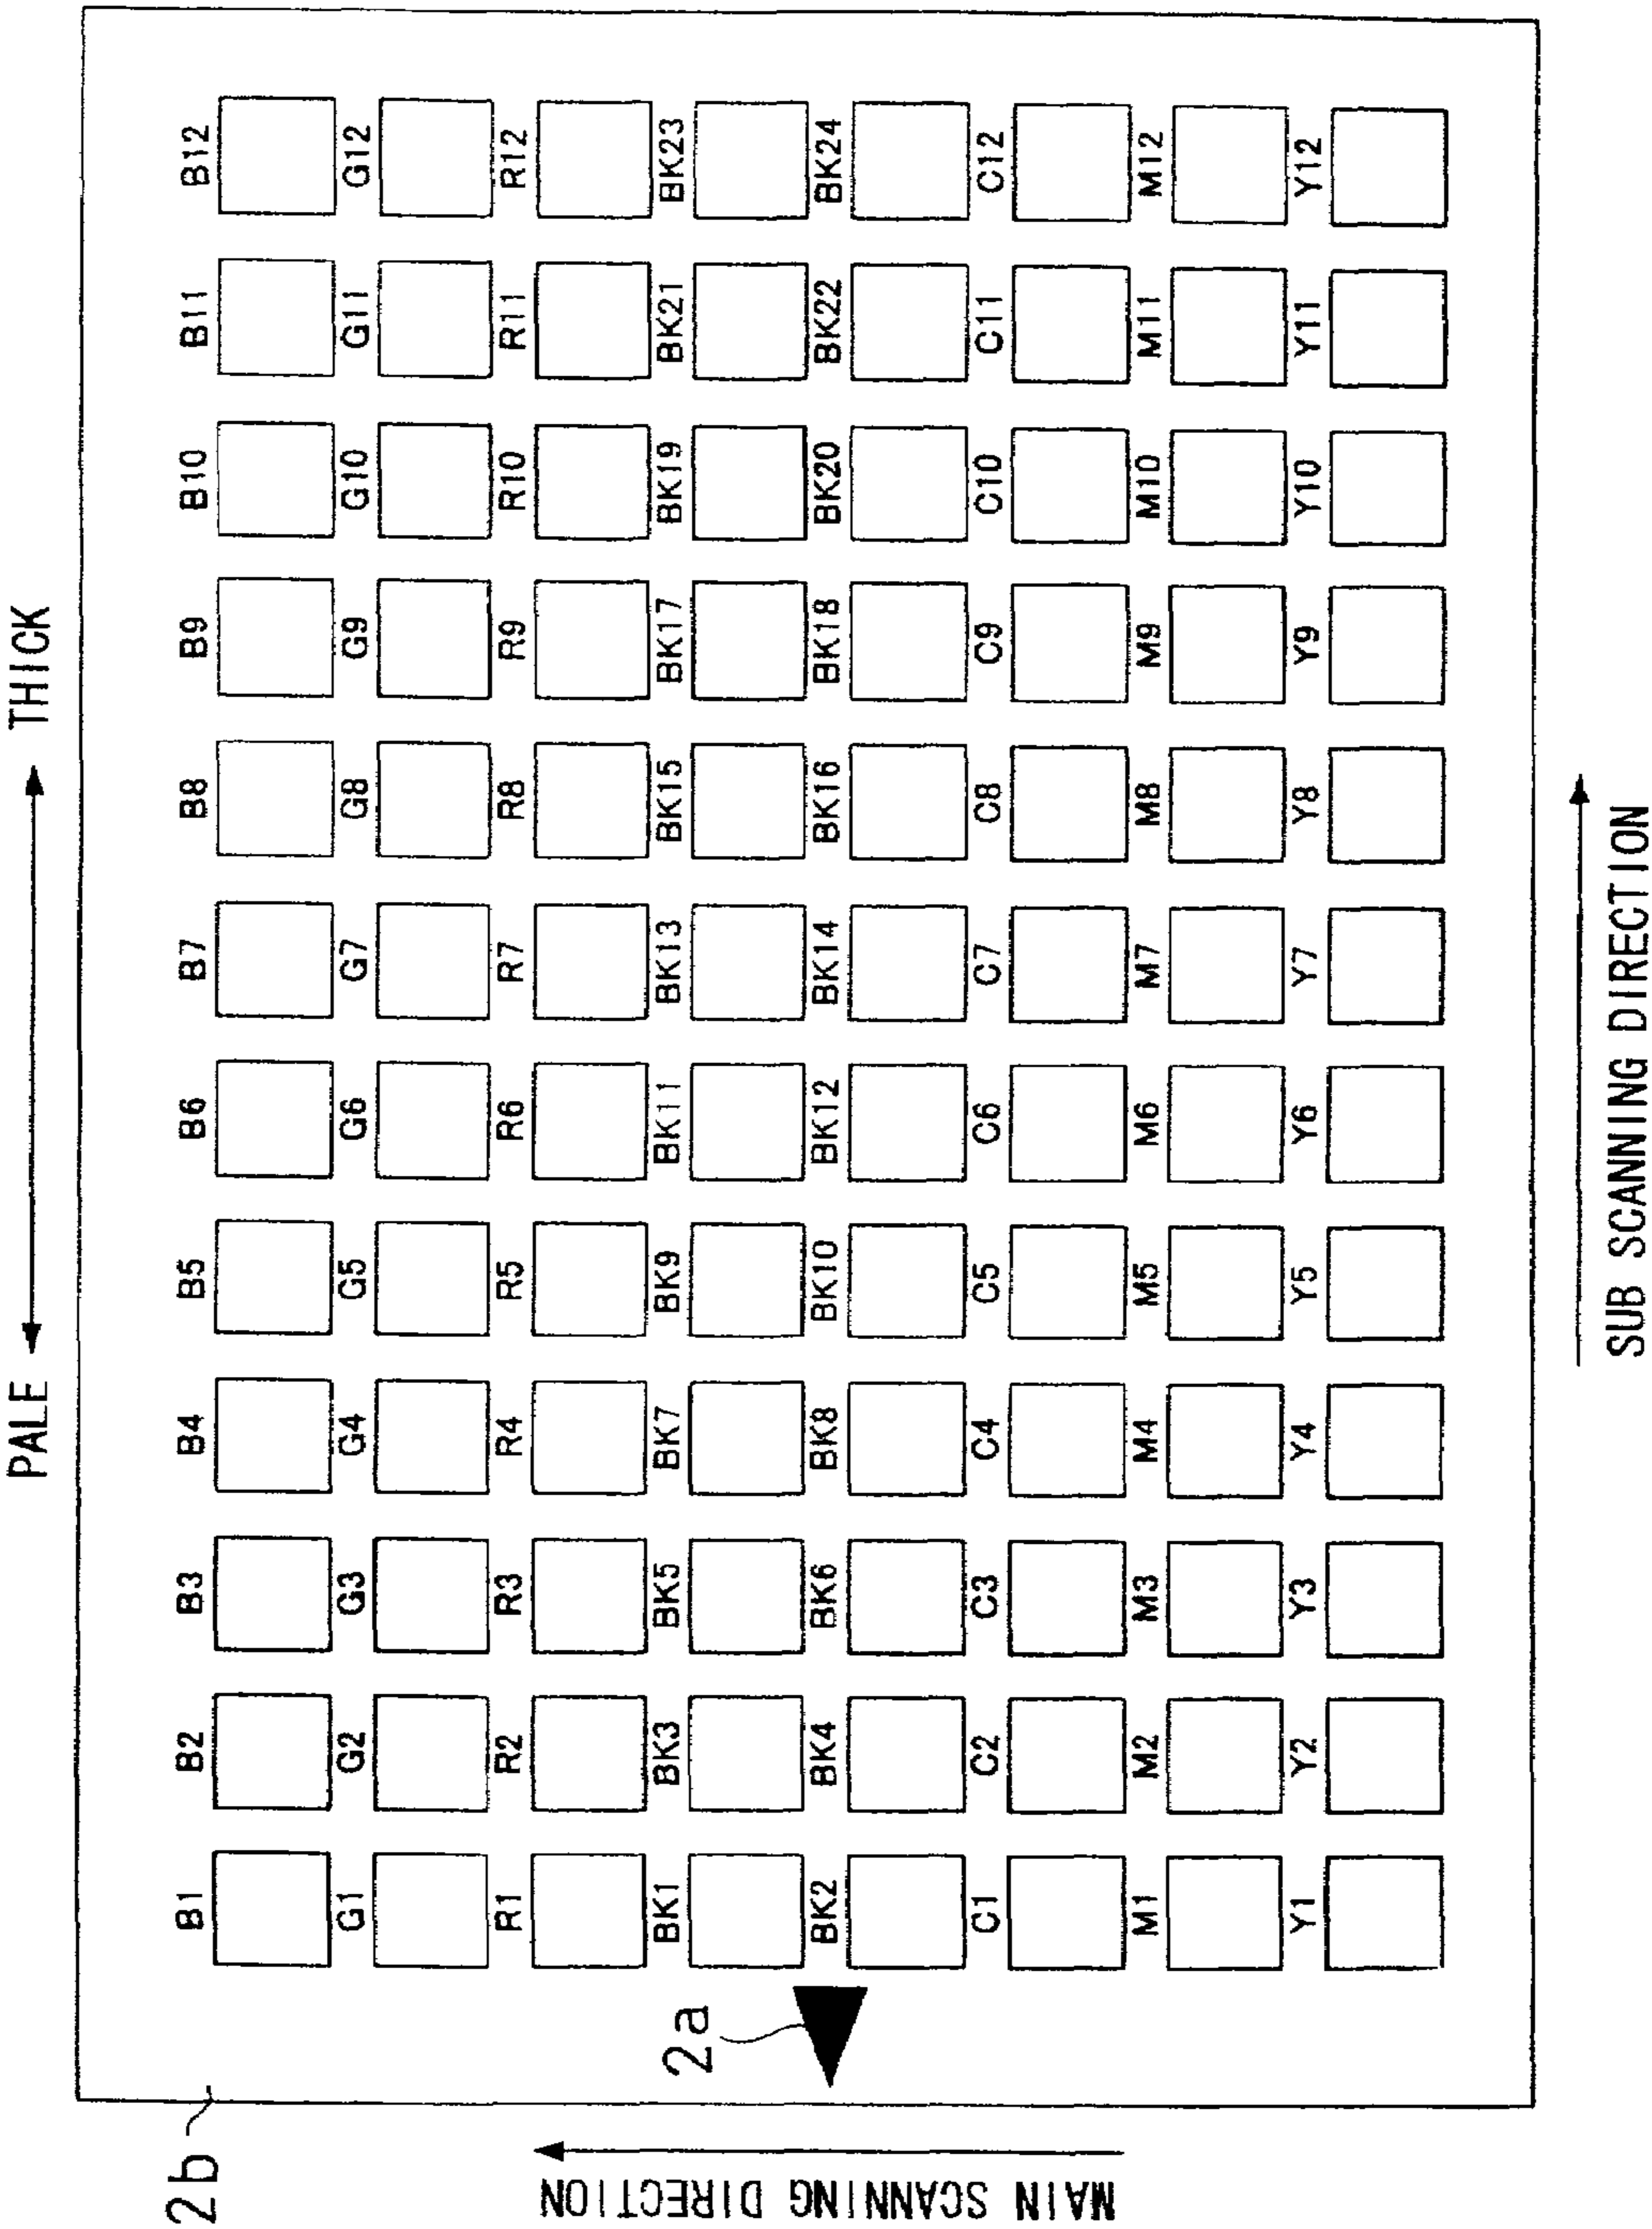 PALE THICK
2b
B1 B2 B3 B4 B5 B6 B7 B8 B9 B10 B11 B12
G1 G2 G3 G4 G5 G6 G7 G8 G9 G10 G11 G12
R1 R2 R3 R4 R5 R6 R7 R8 R9 R10 R11 R12
BK1 BK3 BK5 BK7 BK9 BK11 BK13 BK15 BK17 BK19 BK21 BK23
2a
BK2 BK4 BK6 BK8 BK10 BK12 BK14 BK16 BK18 BK20 BK22 BK24
C1 C2 C3 C4 C5 C6 C7 C8 C9 C10 C11 C12
M1 M2 M3 M4 M5 M6 M7 M8 M9 M10 M11 M12
Y1 Y2 Y3 Y4 Y5 Y6 Y7 Y8 Y9 Y10 Y11 Y12
MAIN SCANNING DIRECTION
SUB SCANNING DIRECTION